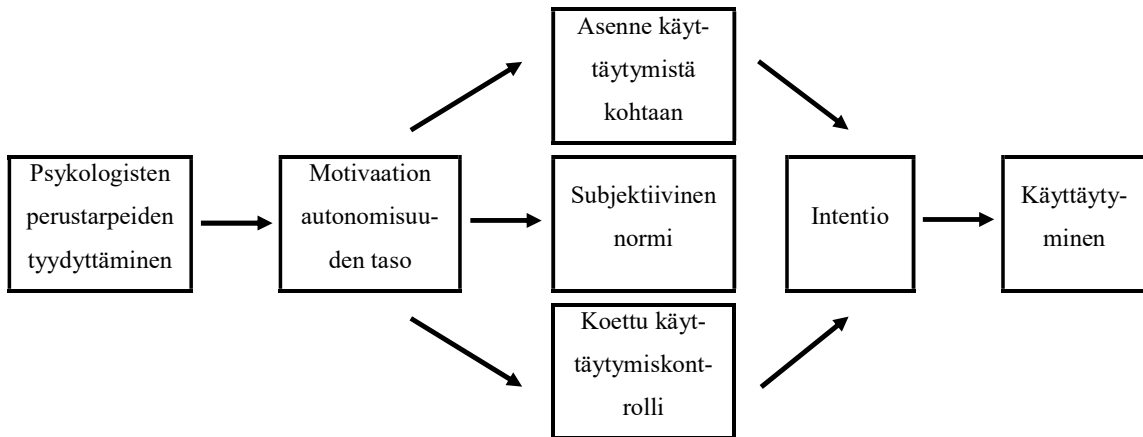 Psykologisten
perustarpeiden
tyydyttäminen
Motivaation
autonomisuu-
den taso
Asenne käyt-
täytymistä
kohtaan
Subjektiivinen
normi
Koettu käyt-
täytymiskont-
rolli
Intentio
Käyttäyty-
minen